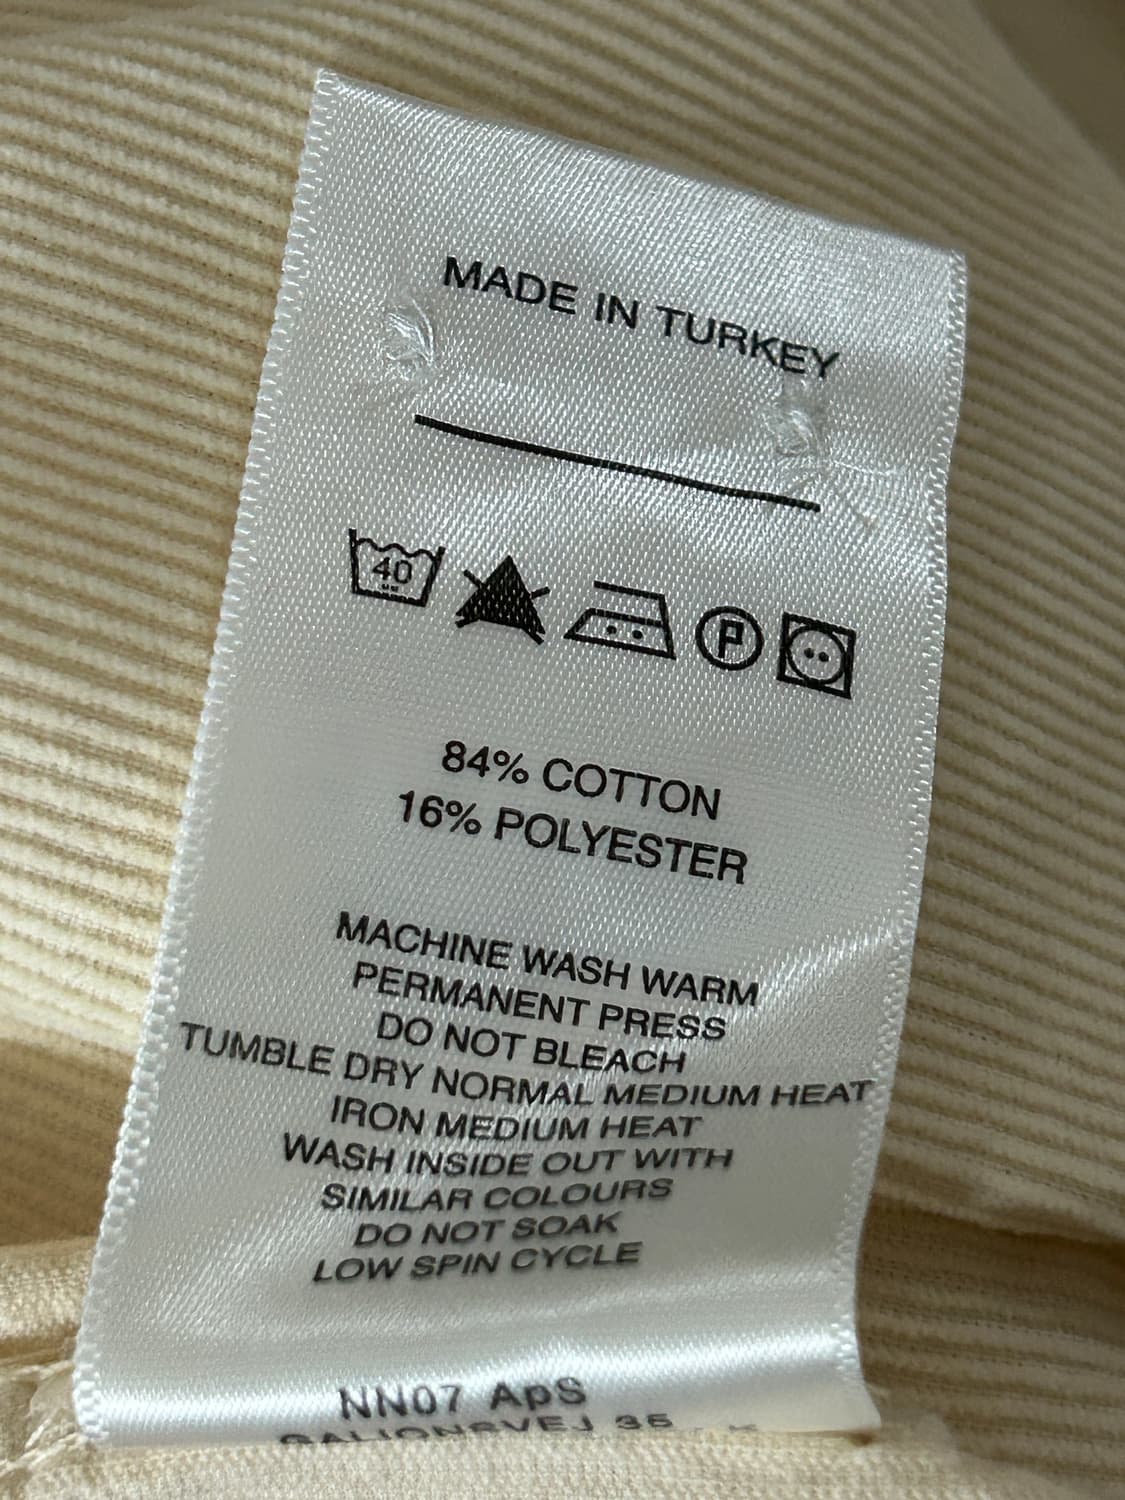 MADE IN TURKEY
40
P
84% COTTON
16% POLYESTER
MACHINE WASH WARM
PERMANENT PRESS
DO NOT BLEACH
TUMBLE DRY NORMAL MEDIUM HEAT
IRON MEDIUM HEAT
WASH INSIDE OUT WITH
SIMILAR COLOURS
DO NOT SOAK
LOW SPIN CYCLE
NN07 ApS
GALIONSVEJ 35